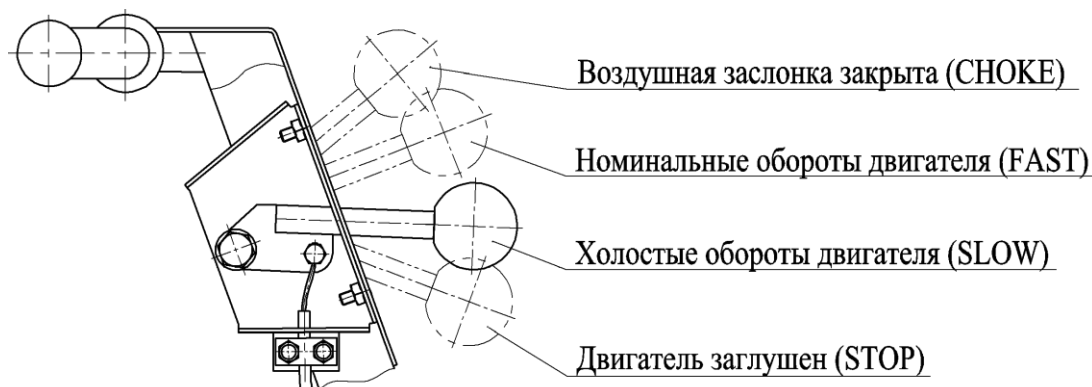 Воздушная заслонка закрыта (CHOKE)
Номинальные обороты двигателя (FAST)
Холостые обороты двигателя (SLOW)
Двигатель заглушен (STOP)